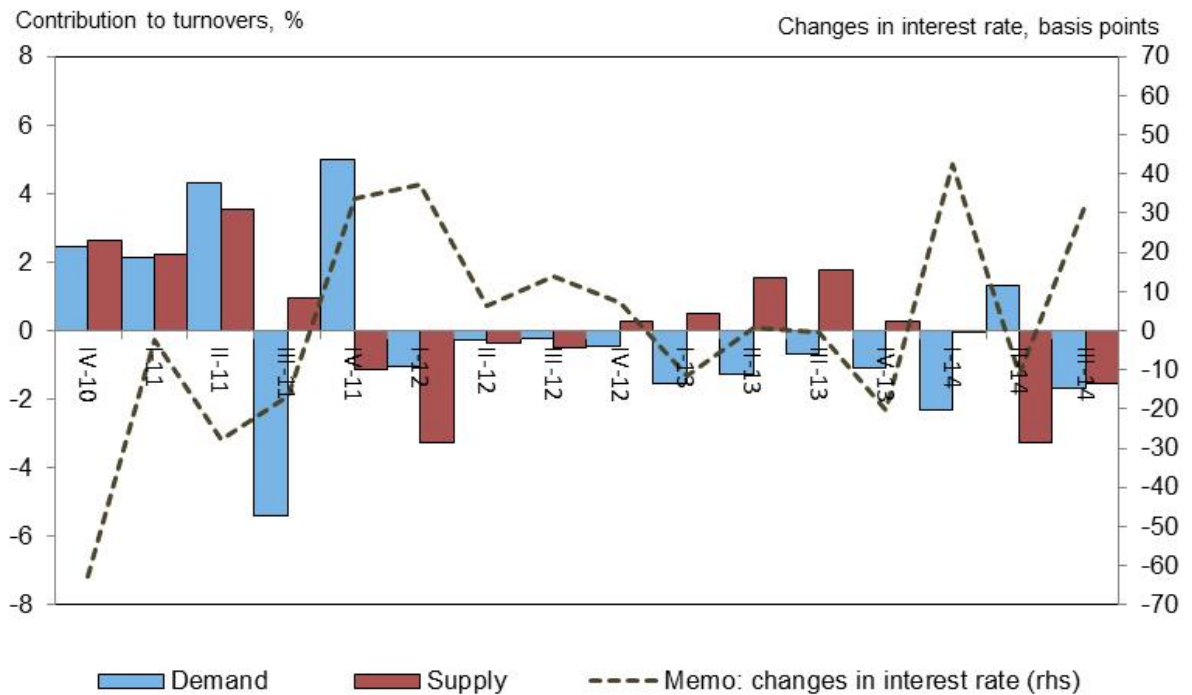 Contribution to turnovers, %
Changes in interest rate, basis points
8
6
4
2
0
-2
-4
-6
-8
70
60
50
40
30
20
10
0
-10
-20
-30
-40
-50
-60
-70
IV-10
I-11
II-11
III-11
IV-11
I-12
II-12
III-12
IV-12
I-13
II-13
III-13
IV-13
I-14
II-14
III-14
Demand
Supply
Memo: changes in interest rate (rhs)